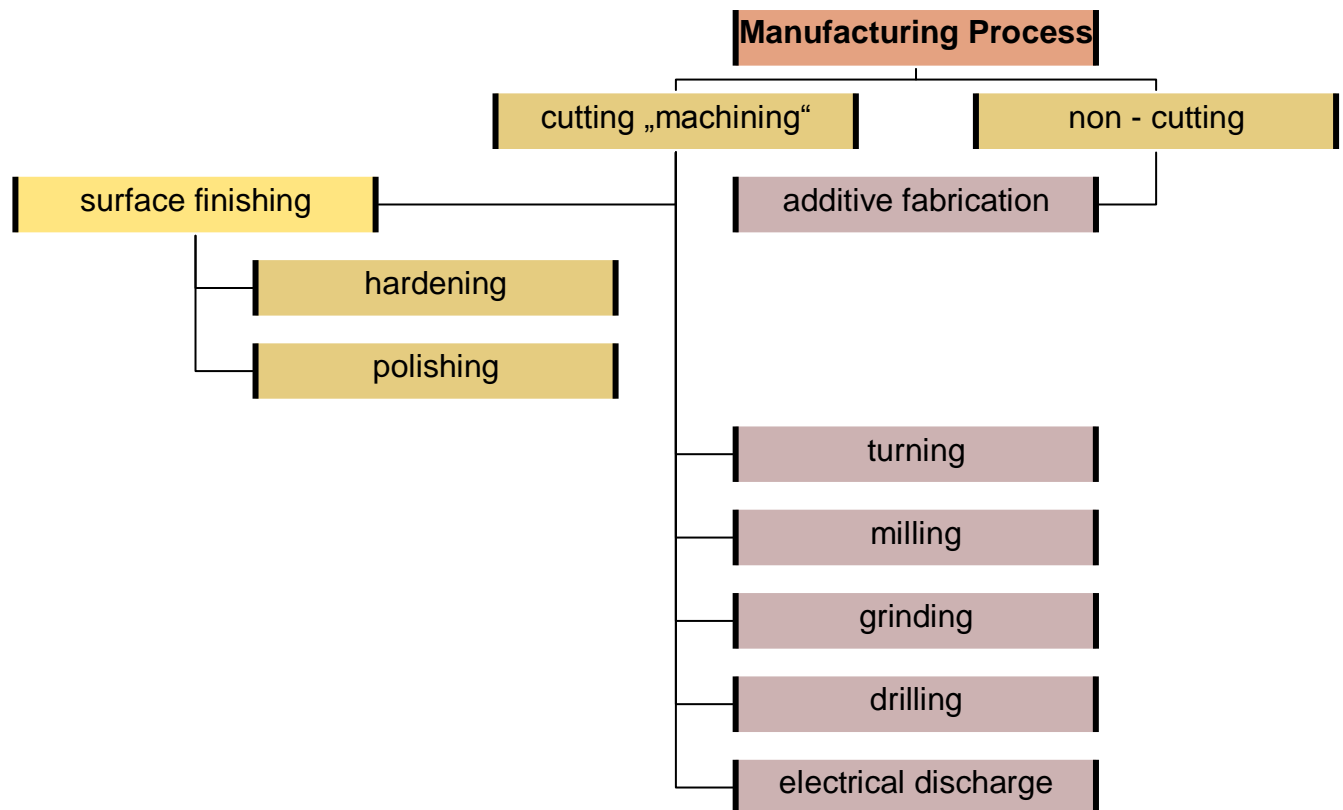 Manufacturing Process
cutting „machining“
non - cutting
surface finishing
additive fabrication
hardening
polishing
turning
milling
grinding
drilling
electrical discharge